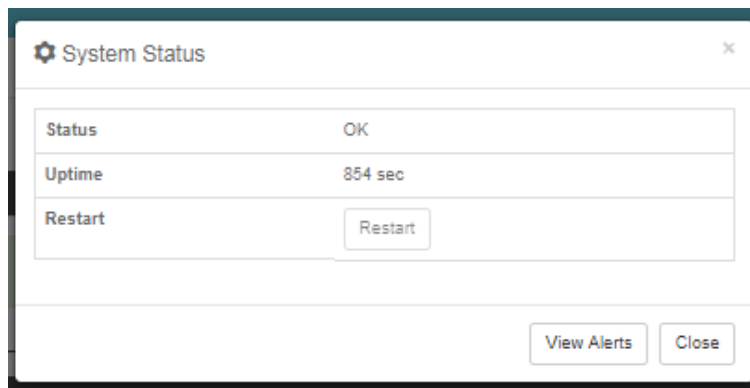 System Status
×
Status OK
Uptime 854 sec
Restart Restart
View Alerts Close